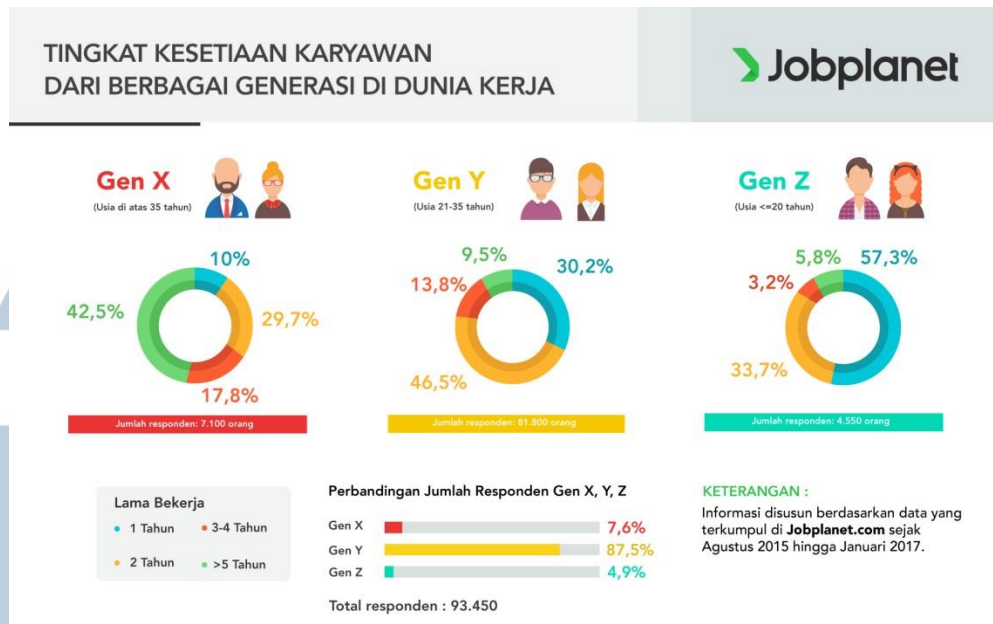 TINGKAT KESETIAAN KARYAWAN
DARI BERBAGAI GENERASI DI DUNIA KERJA
Jobplanet
Gen X
(Usia di atas 35 tahun)
10%
42,5%
29,7%
17,8%
Jumlah responden: 7.100 orang
Gen Y
(Usia 21-35 tahun)
9,5%
30,2%
13,8%
46,5%
Jumlah responden: 81.800 orang
Gen Z
(Usia <=20 tahun)
5,8%
57,3%
3,2%
33,7%
Jumlah responden: 4.550 orang
Lama Bekerja
1 Tahun
3-4 Tahun
2 Tahun
>5 Tahun
Perbandingan Jumlah Responden Gen X, Y, Z
Gen X 7,6%
Gen Y 87,5%
Gen Z 4,9%
Total responden : 93.450
KETERANGAN :
Informasi disusun berdasarkan data yang
terkumpul di Jobplanet.com sejak
Agustus 2015 hingga Januari 2017.